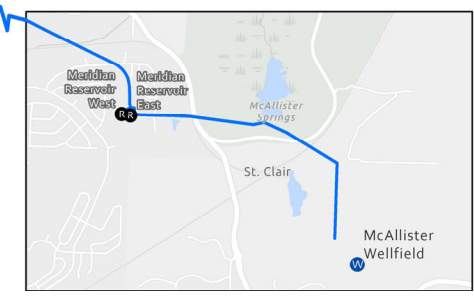 Meridian
Reservoir
West
Meridian
Reservoir
East
R R
McAllister
Springs
St. Clair
McAllister
Wellfield
W